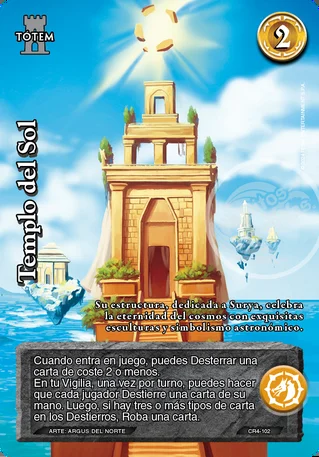 TÓTEM
2
Templo del Sol
Su estructura, dedicada a Surya, celebra
la eternidad del cosmos con exquisitas
esculturas y simbolismo astronómico.
Cuando entra en juego, puedes Desterrar una
carta de coste 2 o menos.
En tu Vigilia, una vez por turno, puedes hacer
que cada jugador Destierre una carta de su
mano. Luego, si hay tres o más tipos de carta
en los Destierros, Roba una carta.
ARTE: ARGUS DEL NORTE
CR4-102